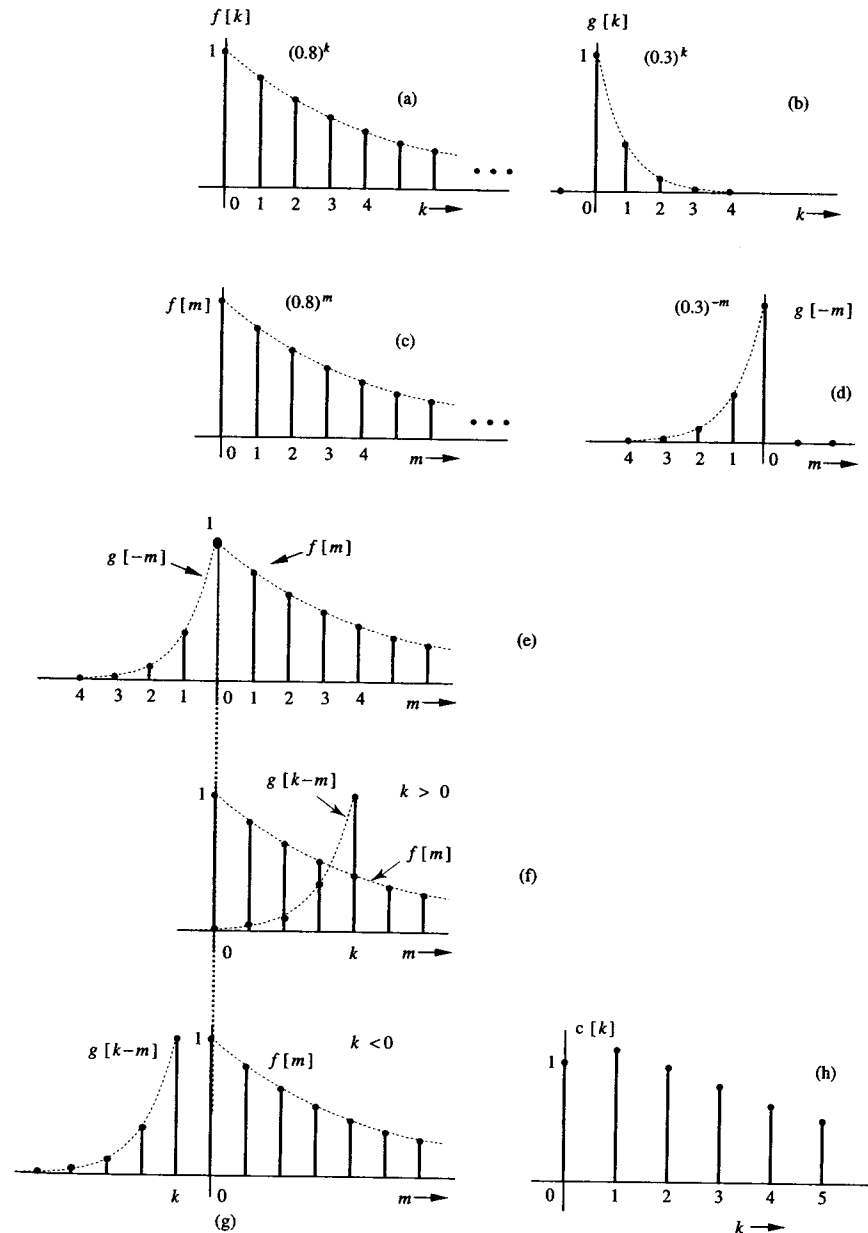 f [k]
g [k]
1
(0.8)^k
1
(0.3)^k
(a)
(b)
0 1 2 3 4 k
0 1 2 3 4 k
f [m]
(0.8)^m
(0.3)^-m
g [-m]
(c)
(d)
0 1 2 3 4 m
4 3 2 1 0 m
1
g [-m]
f [m]
(e)
4 3 2 1 0 1 2 3 4 m
g [k-m]
k > 0
1
f [m]
(f)
0 k m
g [k-m]
1
k < 0
f [m]
k 0 m
(g)
c [k]
1
(h)
0 1 2 3 4 5
k